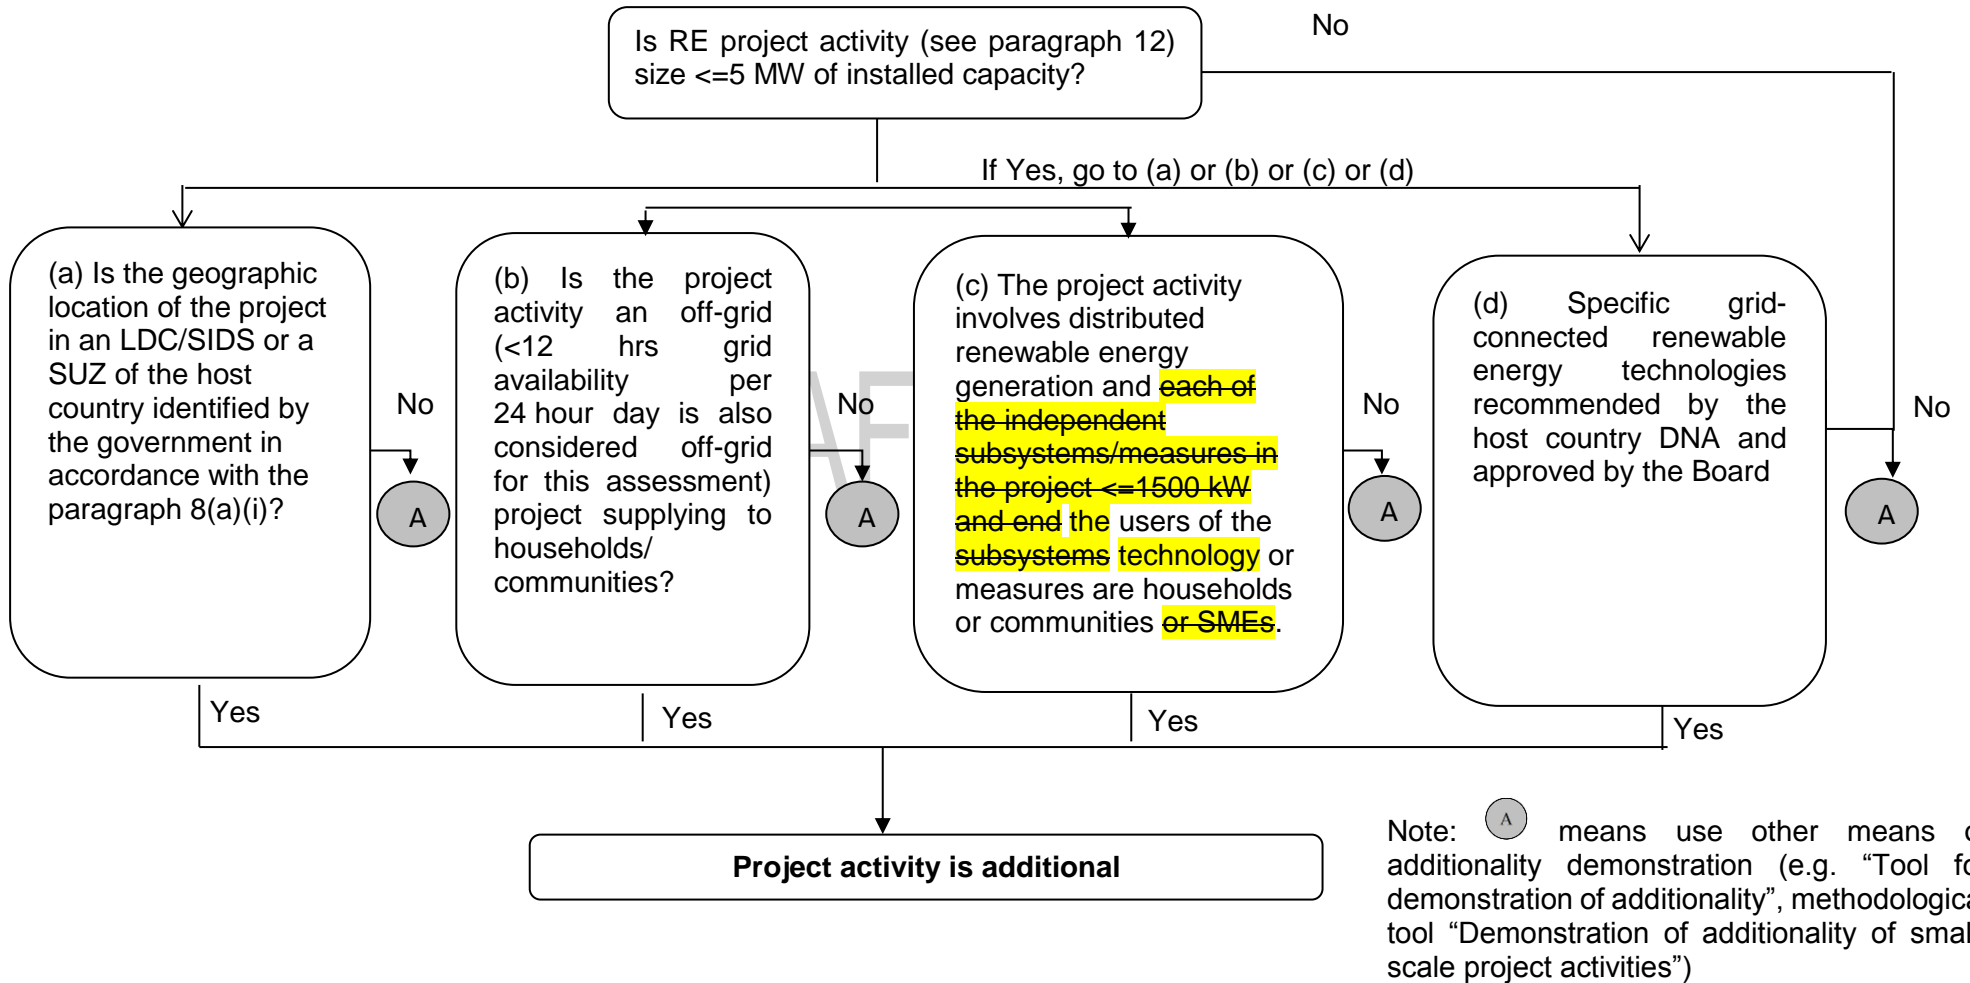 Is RE project activity (see paragraph 12)
size <=5 MW of installed capacity?
No
If Yes, go to (a) or (b) or (c) or (d)
(a) Is the geographic
location of the project
in an LDC/SIDS or a
SUZ of the host
country identified by
the government in
accordance with the
paragraph 8(a)(i)?
No
A
(b) Is the project
activity an off-grid
(<12 hrs grid
availability per
24 hour day is also
considered off-grid
for this assessment)
project supplying to
households/
communities?
No
A
(c) The project activity
involves distributed
renewable energy
generation and each of
the independent
subsystems/measures in
the project <=1500 kW
and end the users of the
subsystems technology or
measures are households
or communities or SMEs.
No
A
(d) Specific grid-
connected renewable
energy technologies
recommended by the
host country DNA and
approved by the Board
No
A
Yes
Yes
Yes
Yes
Project activity is additional
Note: A means use other means
additionality demonstration (e.g. “Tool
demonstration of additionality”,
tool “Demonstration of additionality of
scale project activities”)